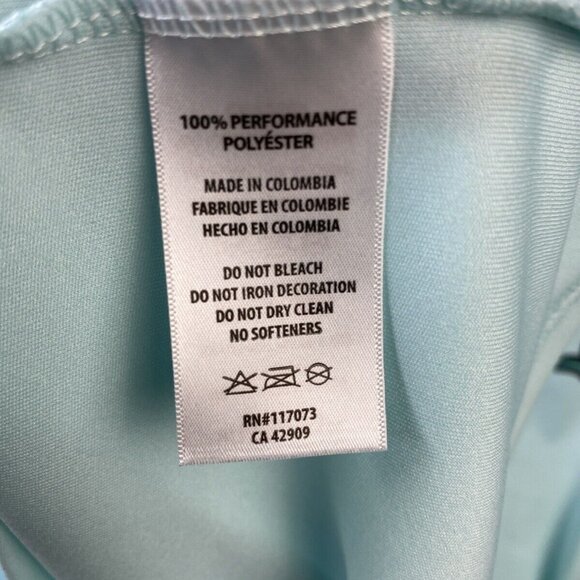 100% PERFORMANCE
POLYÉSTER
MADE IN COLOMBIA
FABRIQUE EN COLOMBIE
HECHO EN COLOMBIA
DO NOT BLEACH
DO NOT IRON DECORATION
DO NOT DRY CLEAN
NO SOFTENERS
RN#117073
CA 42909